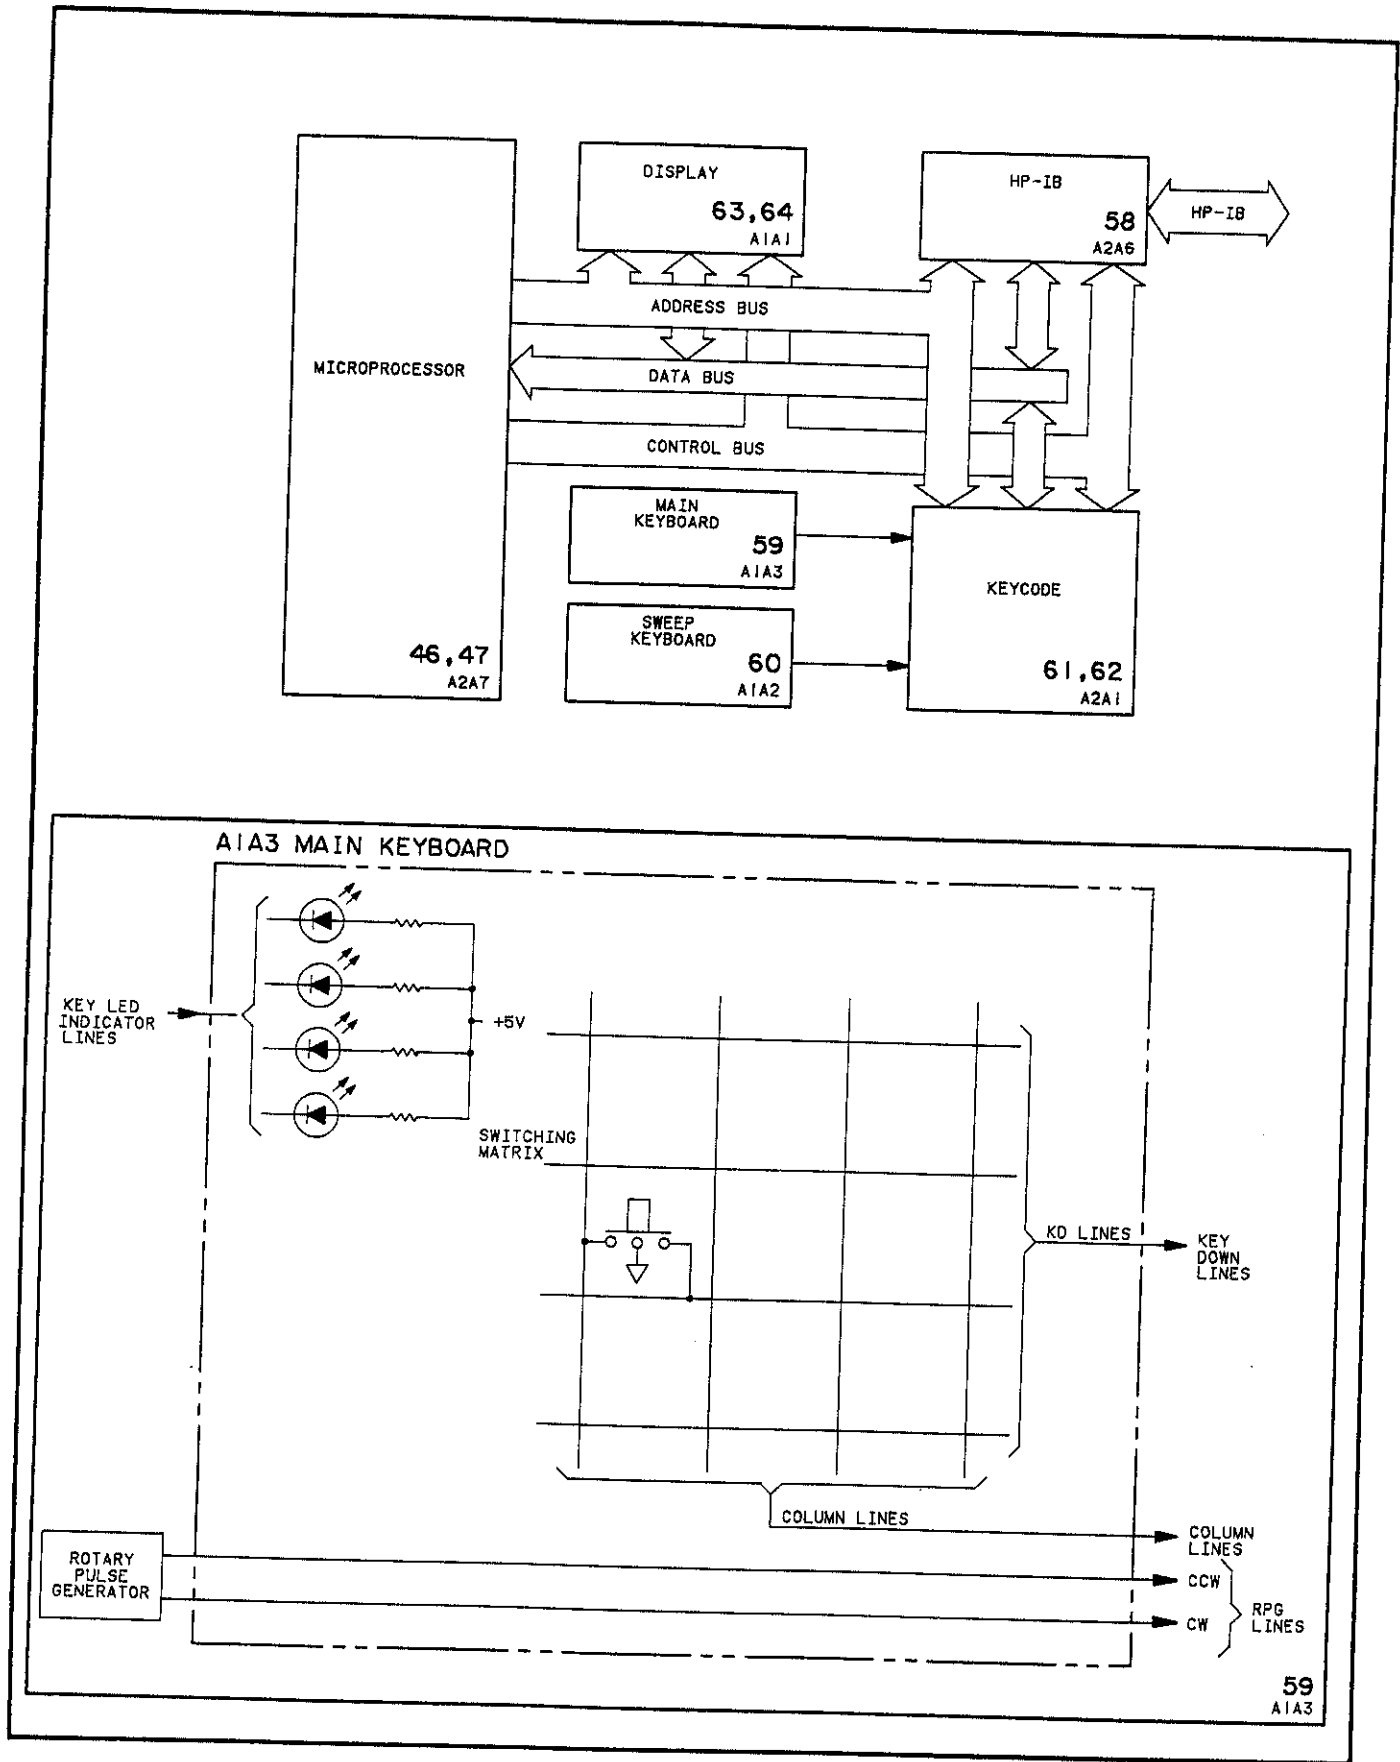 DISPLAY
63,64
A1A1
HP-IB
58
A2A6
HP-IB
ADDRESS BUS
MICROPROCESSOR
DATA BUS
CONTROL BUS
MAIN
KEYBOARD
59
A1A3
KEYCODE
SWEEP
KEYBOARD
46,47
A2A7
60
A1A2
61,62
A2A1
A1A3 MAIN KEYBOARD
KEY LED
INDICATOR
LINES
+5V
SWITCHING
MATRIX
KD LINES
KEY
DOWN
LINES
COLUMN LINES
COLUMN
LINES
ROTARY
PULSE
GENERATOR
CCW
CW
RPG
LINES
59
A1A3